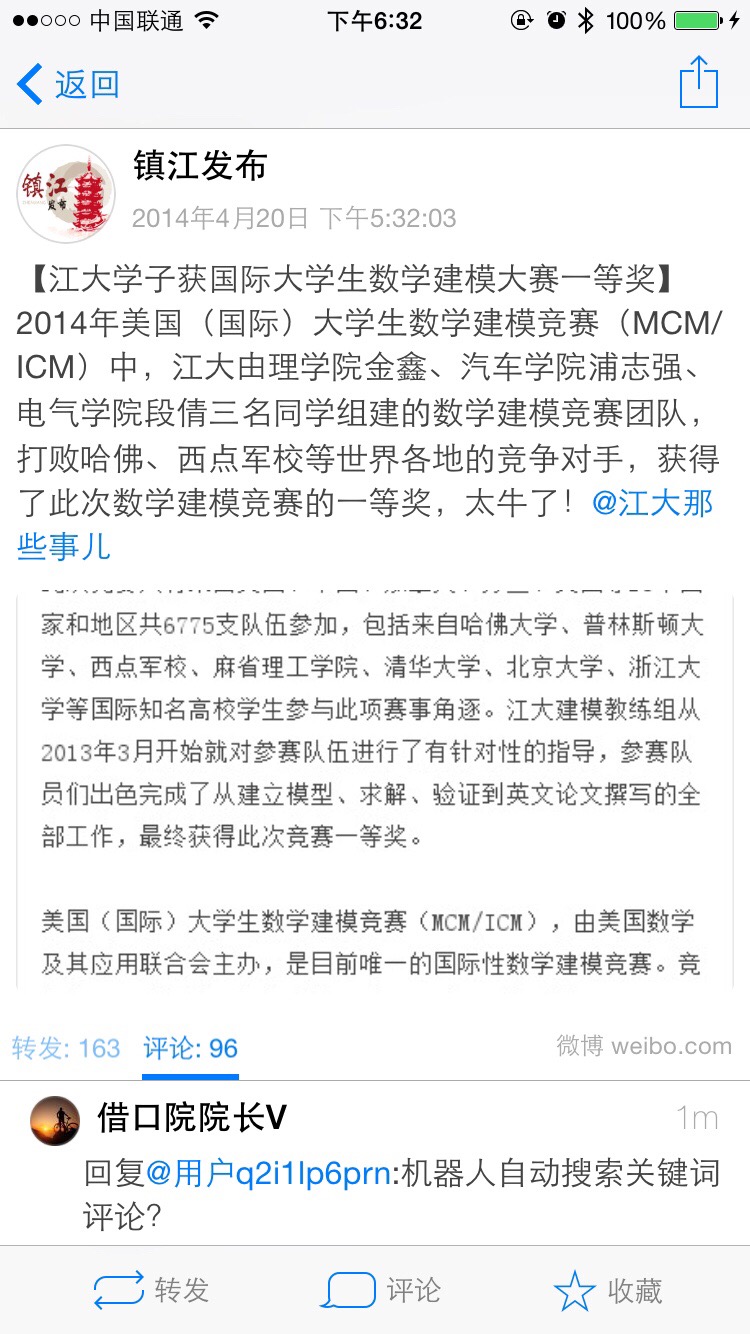 中国联通 下午6:32 100%
返回
镇江发布
镇江
发布
2014年4月20日 下午5:32:03
【江大学子获国际大学生数学建模大赛一等奖】
2014年美国（国际）大学生数学建模竞赛（MCM/
ICM）中，江大由理学院金鑫、汽车学院浦志强、
电气学院段倩三名同学组建的数学建模竞赛团队，
打败哈佛、西点军校等世界各地的竞争对手，获得
了此次数学建模竞赛的一等奖，太牛了！@江大那
些事儿
家和地区共6775支队伍参加，包括来自哈佛大学、普林斯顿大
学、西点军校、麻省理工学院、清华大学、北京大学、浙江大
学等国际知名高校学生参与此项赛事角逐。江大建模教练组从
2013年3月开始就对参赛队伍进行了有针对性的指导，参赛队
员们出色完成了从建立模型、求解、验证到英文论文撰写的全
部工作，最终获得此次竞赛一等奖。
美国（国际）大学生数学建模竞赛（MCM/ICM），由美国数学
及其应用联合会主办，是目前唯一的国际性数学建模竞赛。竞
转发: 163 评论: 96 微博 weibo.com
借口院院长V 1m
回复@用户q2i1lp6prn:机器人自动搜索关键词
评论？
转发 评论 收藏